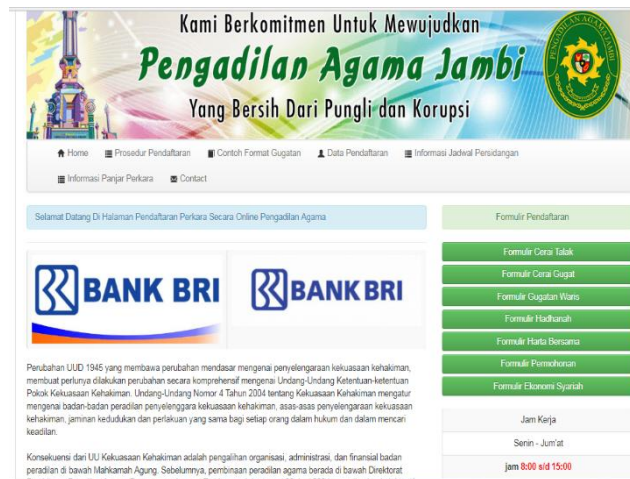 Kami Berkomitmen Untuk Mewujudkan
Pengadilan Agama Jambi
Yang Bersih Dari Pungli dan Korupsi
PENGADILAN AGAMA JAMBI
Home Prosedur Pendaftaran Contoh Format Gugatan Data Pendaftaran Informasi Jadwal Persidangan
Informasi Panjar Perkara Contact
Selamat Datang Di Halaman Pendaftaran Perkara Secara Online Pengadilan Agama
BANK BRI
BANK BRI
Perubahan UUD 1945 yang membawa perubahan mendasar mengenai penyelengaraan kekuasaan kehakiman,
membuat perlunya dilakukan perubahan secara komprehensif mengenai Undang-Undang Ketentuan-ketentuan
Pokok Kekuasaan Kehakiman. Undang-Undang Nomor 4 Tahun 2004 tentang Kekuasaan Kehakiman mengatur
mengenai badan-badan peradilan penyelenggara kekuasaan kehakiman, asas-asas penyelengaraan kekuasaan
kehakiman, jaminan kedudukan dan perlakuan yang sama bagi setiap orang dalam hukum dan dalam mencari
keadilan.
Konsekuensi dari UU Kekuasaan Kehakiman adalah pengalihan organisasi, administrasi, dan finansial badan
peradilan di bawah Mahkamah Agung. Sebelumnya, pembinaan peradilan agama berada di bawah Direktorat
Formulir Pendaftaran
Formulir Cerai Talak
Formulir Cerai Gugat
Formulir Gugatan Waris
Formulir Hadhanah
Formulir Harta Bersama
Formulir Permohonan
Formulir Ekonomi Syariah
Jam Kerja
Senin - Jum'at
jam 8:00 s/d 15:00